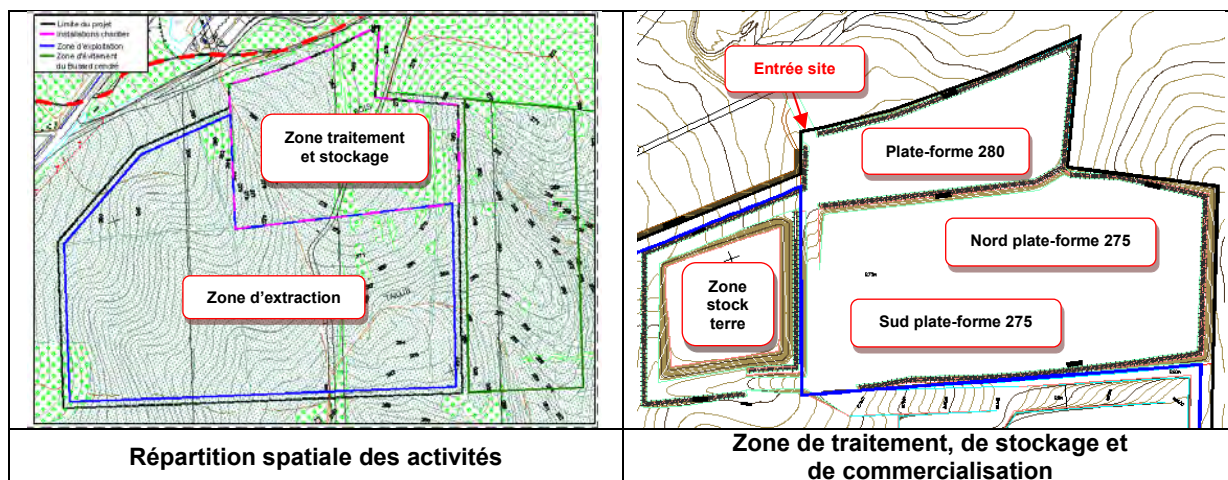 Limite du projet
Installations chantier
Zone d'exploitation
Zone d'évitement
du Busard cendré
Zone traitement
et stockage
Zone d'extraction
TAILLIS
Répartition spatiale des activités
Entrée site
Plate-forme 280
Nord plate-forme 275
Zone
stock
terre
Sud plate-forme 275
Zone de traitement, de stockage et
de commercialisation